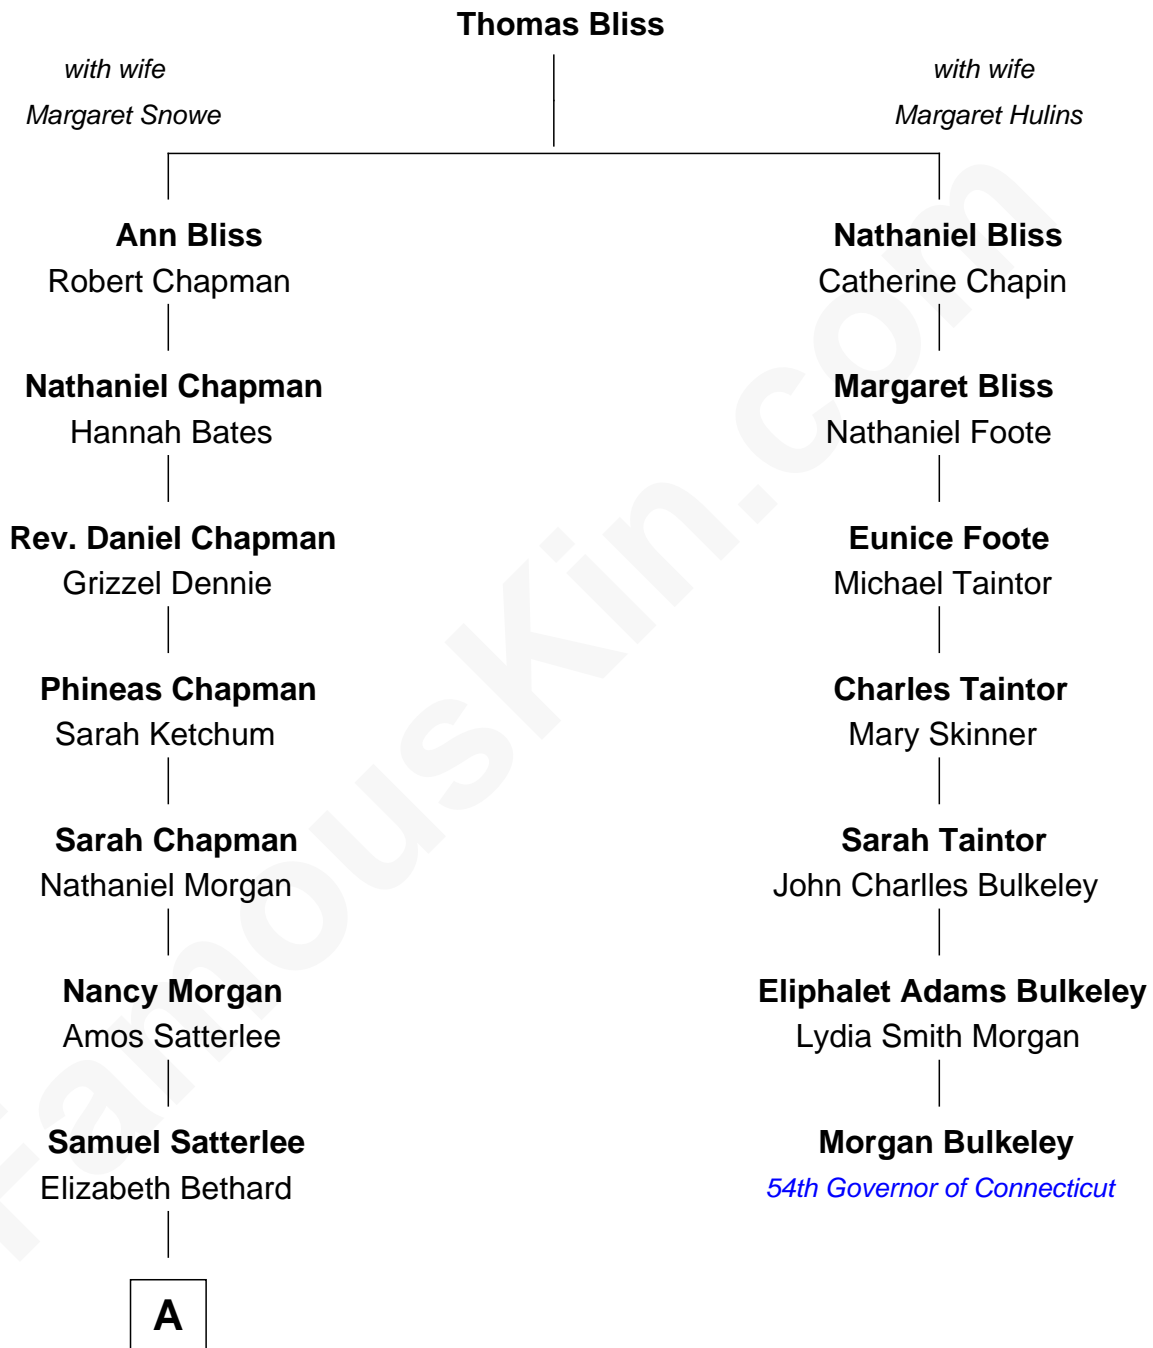 Thomas Bliss
with wife
Margaret Snowe
with wife
Margaret Hulins
Ann Bliss
Robert Chapman
Nathaniel Bliss
Catherine Chapin
Nathaniel Chapman
Hannah Bates
Margaret Bliss
Nathaniel Foote
Rev. Daniel Chapman
Grizzel Dennie
Eunice Foote
Michael Taintor
Phineas Chapman
Sarah Ketchum
Charles Taintor
Mary Skinner
Sarah Chapman
Nathaniel Morgan
Sarah Taintor
John Charlles Bulkeley
Nancy Morgan
Amos Satterlee
Eliphalet Adams Bulkeley
Lydia Smith Morgan
Samuel Satterlee
Elizabeth Bethard
Morgan Bulkeley
54th Governor of Connecticut
A
FamousKin.com